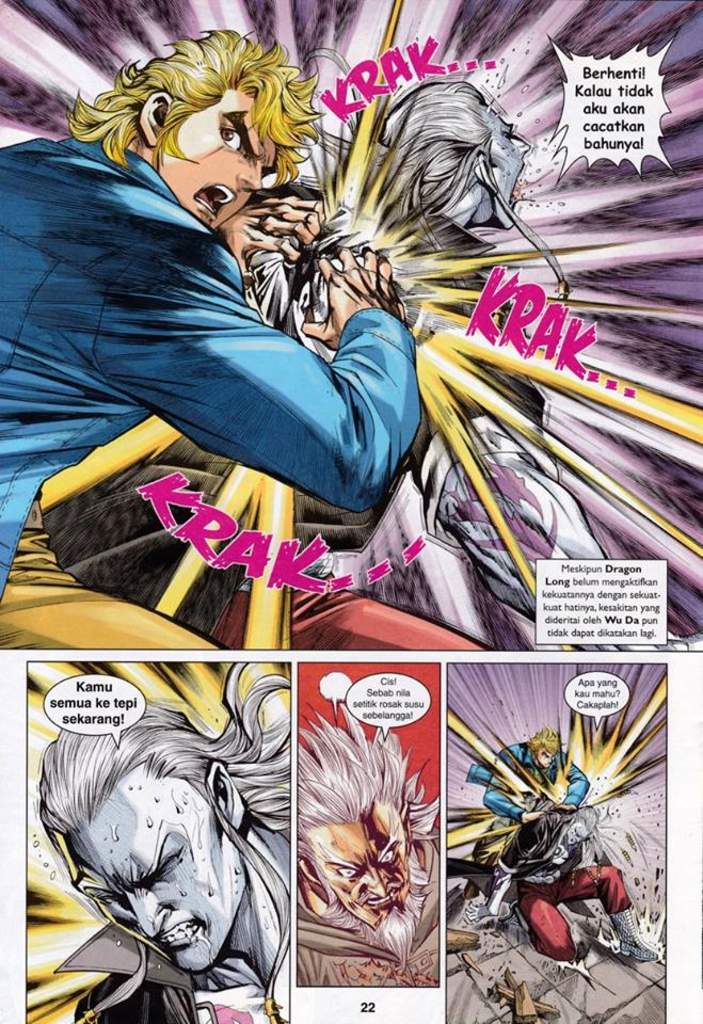 KRAK...
Berhenti!
Kalau tidak
aku akan
cacatkan
bahunya!
KRAK...
KRAK...
Meskipun Dragon
Long belum mengaktifkan
kekuatannya dengan sekuat-
kuat hatinya, kesakitan yang
dideritai oleh Wu Da pun
tidak dapat dikatakan lagi.
Kamu
semua ke tepi
sekarang!
Cis!
Sebab nila
setitik rosak susu
sebelangga!
Apa yang
kau mahu?
Cakaplah!
22